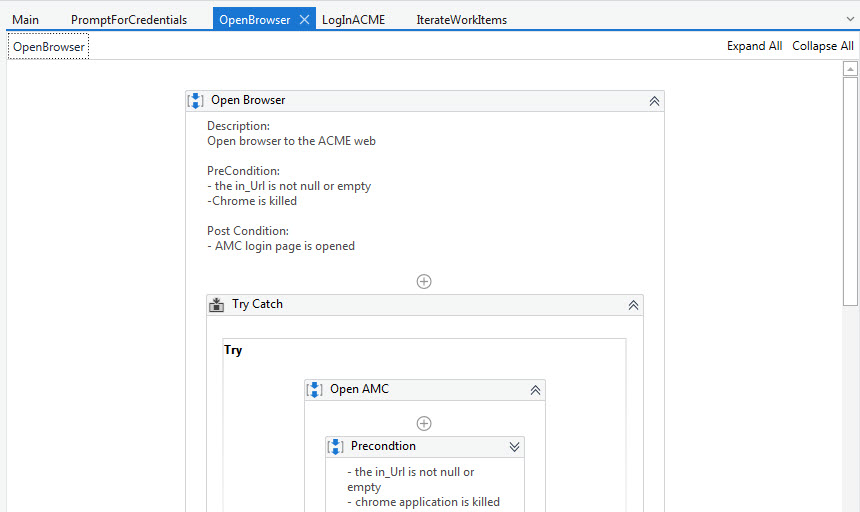 Main PromptForCredentials OpenBrowser LogInACME IterateWorkItems
OpenBrowser Expand All Collapse All
Open Browser
Description:
Open browser to the ACME web
PreCondition:
- the in_Url is not null or empty
-Chrome is killed
Post Condition:
- AMC login page is opened
Try Catch
Try
Open AMC
Precondtion
- the in_Url is not null or
empty
- chrome application is killed